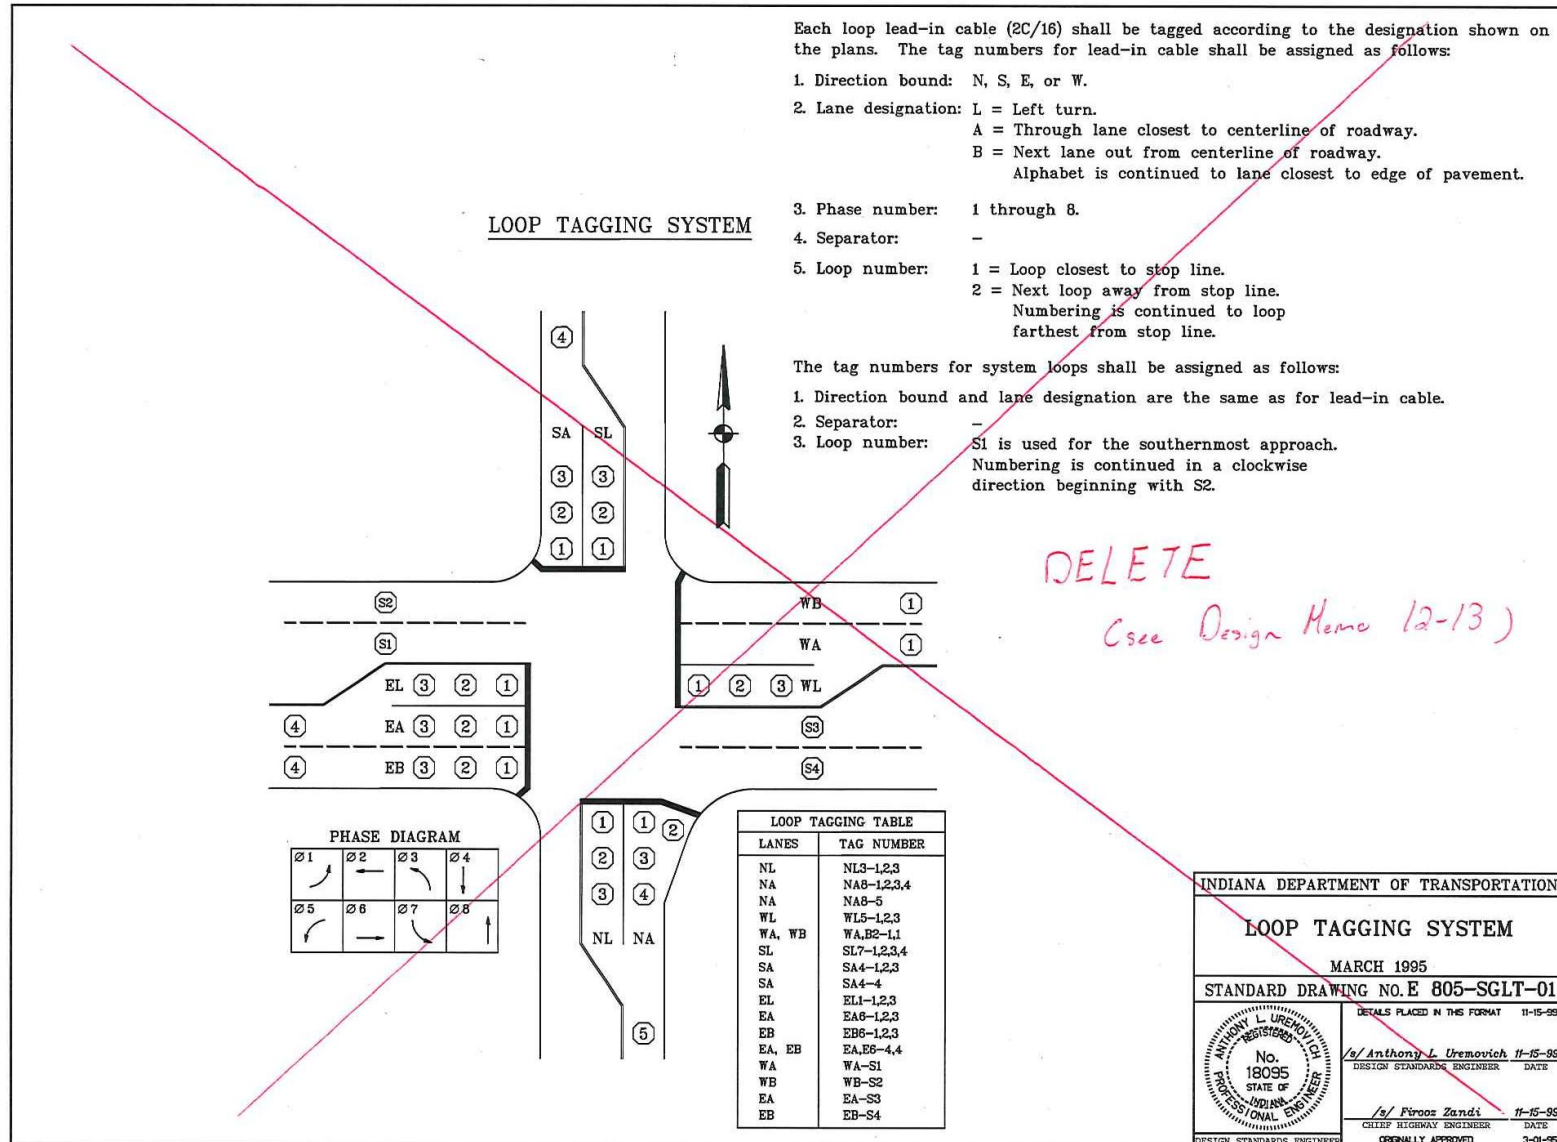 Each loop lead-in cable (2C/16) shall be tagged according to the designation shown on
the plans. The tag numbers for lead-in cable shall be assigned as follows:
1. Direction bound: N, S, E, or W.
2. Lane designation: L = Left turn.
A = Through lane closest to centerline of roadway.
B = Next lane out from centerline of roadway.
Alphabet is continued to lane closest to edge of pavement.
3. Phase number: 1 through 8.
4. Separator: –
5. Loop number: 1 = Loop closest to stop line.
2 = Next loop away from stop line.
Numbering is continued to loop
farthest from stop line.
The tag numbers for system loops shall be assigned as follows:
1. Direction bound and lane designation are the same as for lead-in cable.
2. Separator: –
3. Loop number: S1 is used for the southernmost approach.
Numbering is continued in a clockwise
direction beginning with S2.
LOOP TAGGING SYSTEM
4
SA SL
3 3
2 2
1 1
DELETE
(see Design Memo 12-13)
S2
S1
EL 3 2 1
4 EA 3 2 1
4 EB 3 2 1
WB 1
WA 1
1 2 3 WL
S3
S4
1 1 2
2 3
3 4
NL NA
5
PHASE DIAGRAM
Ø1 Ø2 Ø3 Ø4
Ø5 Ø6 Ø7 Ø8
LOOP TAGGING TABLE
LANES TAG NUMBER
NL NL3-1,2,3
NA NA8-1,2,3,4
NA NA8-5
WL WL5-1,2,3
WA, WB WA,B2-1,1
SL SL7-1,2,3,4
SA SA4-1,2,3
SA SA4-4
EL EL1-1,2,3
EA EA6-1,2,3
EB EB6-1,2,3
EA, EB EA,E6-4,4
WA WA-S1
WB WB-S2
EA EA-S3
EB EB-S4
INDIANA DEPARTMENT OF TRANSPORTATION
LOOP TAGGING SYSTEM
MARCH 1995
STANDARD DRAWING NO. E 805-SGLT-01
DETAILS PLACED IN THIS FORMAT 11-15-99
ANTHONY L. UREMOVICH
REGISTERED
No.
18095
STATE OF
INDIANA
PROFESSIONAL ENGINEER
/s/ Anthony L. Uremovich 11-15-99
DESIGN STANDARDS ENGINEER DATE
/s/ Firooz Zandi 11-15-99
CHIEF HIGHWAY ENGINEER DATE
DESIGN STANDARDS ENGINEER
ORIGINALLY APPROVED